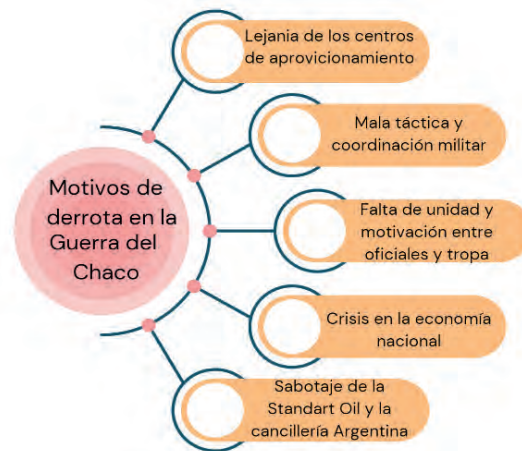 Motivos de
derrota en la
Guerra del
Chaco
Lejania de los centros
de aprovicionamiento
Mala táctica y
coordinación militar
Falta de unidad y
motivación entre
oficiales y tropa
Crisis en la economía
nacional
Sabotaje de la
Standart Oil y la
cancillería Argentina